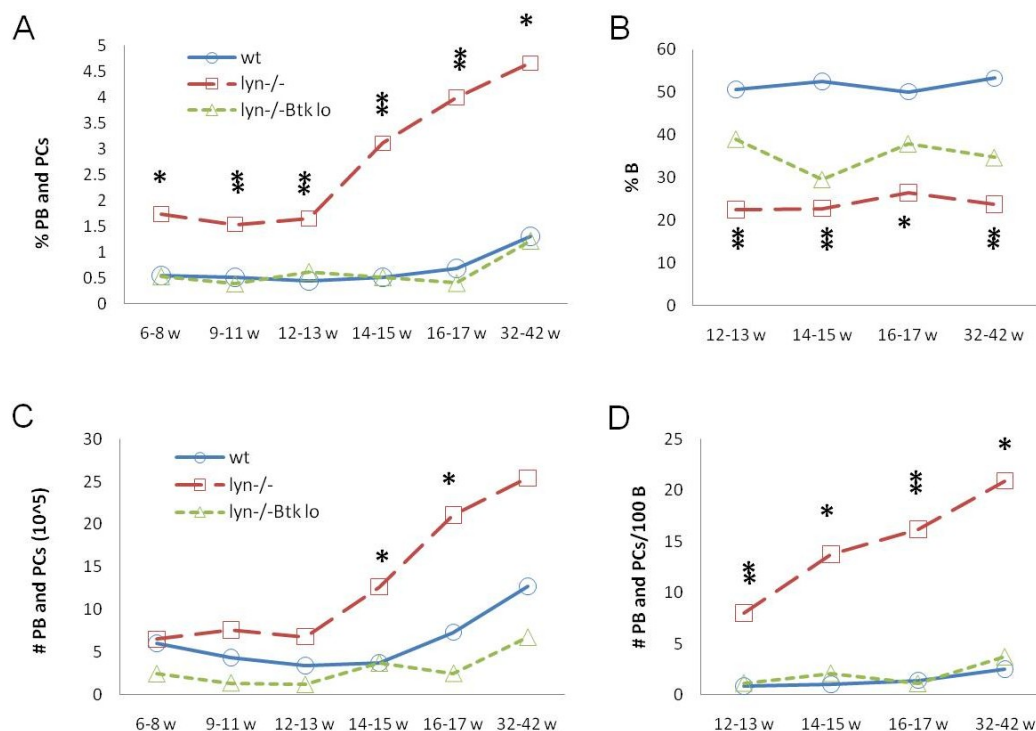 A
% PB and PCs
5
4.5
4
3.5
3
2.5
2
1.5
1
0.5
0
wt
lyn-/-
lyn-/-Btk lo
*
**
**
**
**
*
6-8 w 9-11 w 12-13 w 14-15 w 16-17 w 32-42 w
B
% B
60
50
40
30
20
10
0
**
**
*
**
12-13 w 14-15 w 16-17 w 32-42 w
C
# PB and PCs (10^5)
30
25
20
15
10
5
0
wt
lyn-/-
lyn-/-Btk lo
*
*
6-8 w 9-11 w 12-13 w 14-15 w 16-17 w 32-42 w
D
# PB and PCs/100 B
25
20
15
10
5
0
**
*
**
*
12-13 w 14-15 w 16-17 w 32-42 w